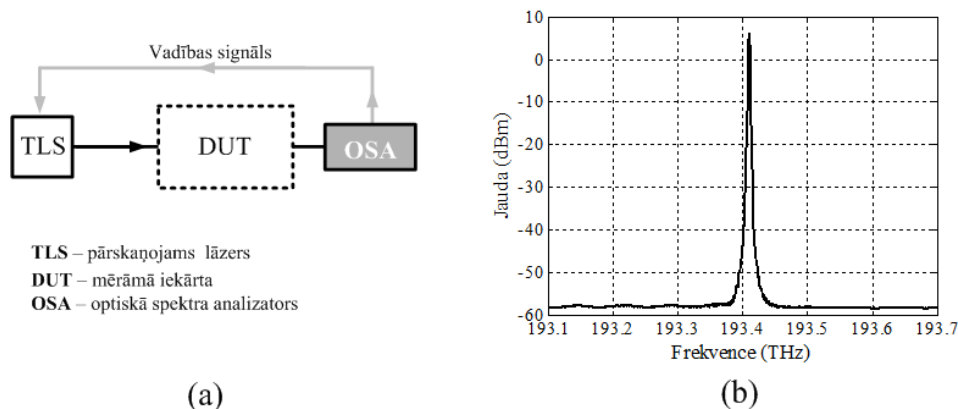 Vadības signāls
TLS
DUT
OSA
TLS – pārskaņojams lāzers
DUT – mērāmā iekārta
OSA – optiskā spektra analizators
(a)
10
0
-10
-20
-30
-40
-50
-60
Jauda (dBm)
193.1 193.2 193.3 193.4 193.5 193.6 193.7
Frekvence (THz)
(b)